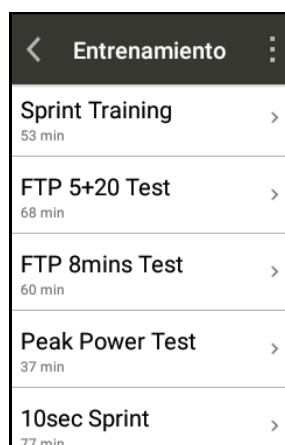 Entrenamiento
Sprint Training
53 min
FTP 5+20 Test
68 min
FTP 8mins Test
60 min
Peak Power Test
37 min
10sec Sprint
77 min